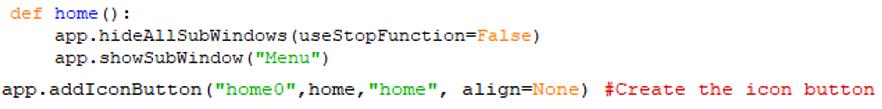 def home():
    app.hideAllSubWindows(useStopFunction=False)
    app.showSubWindow("Menu")
app.addIconButton("home0",home,"home", align=None) #Create the icon button